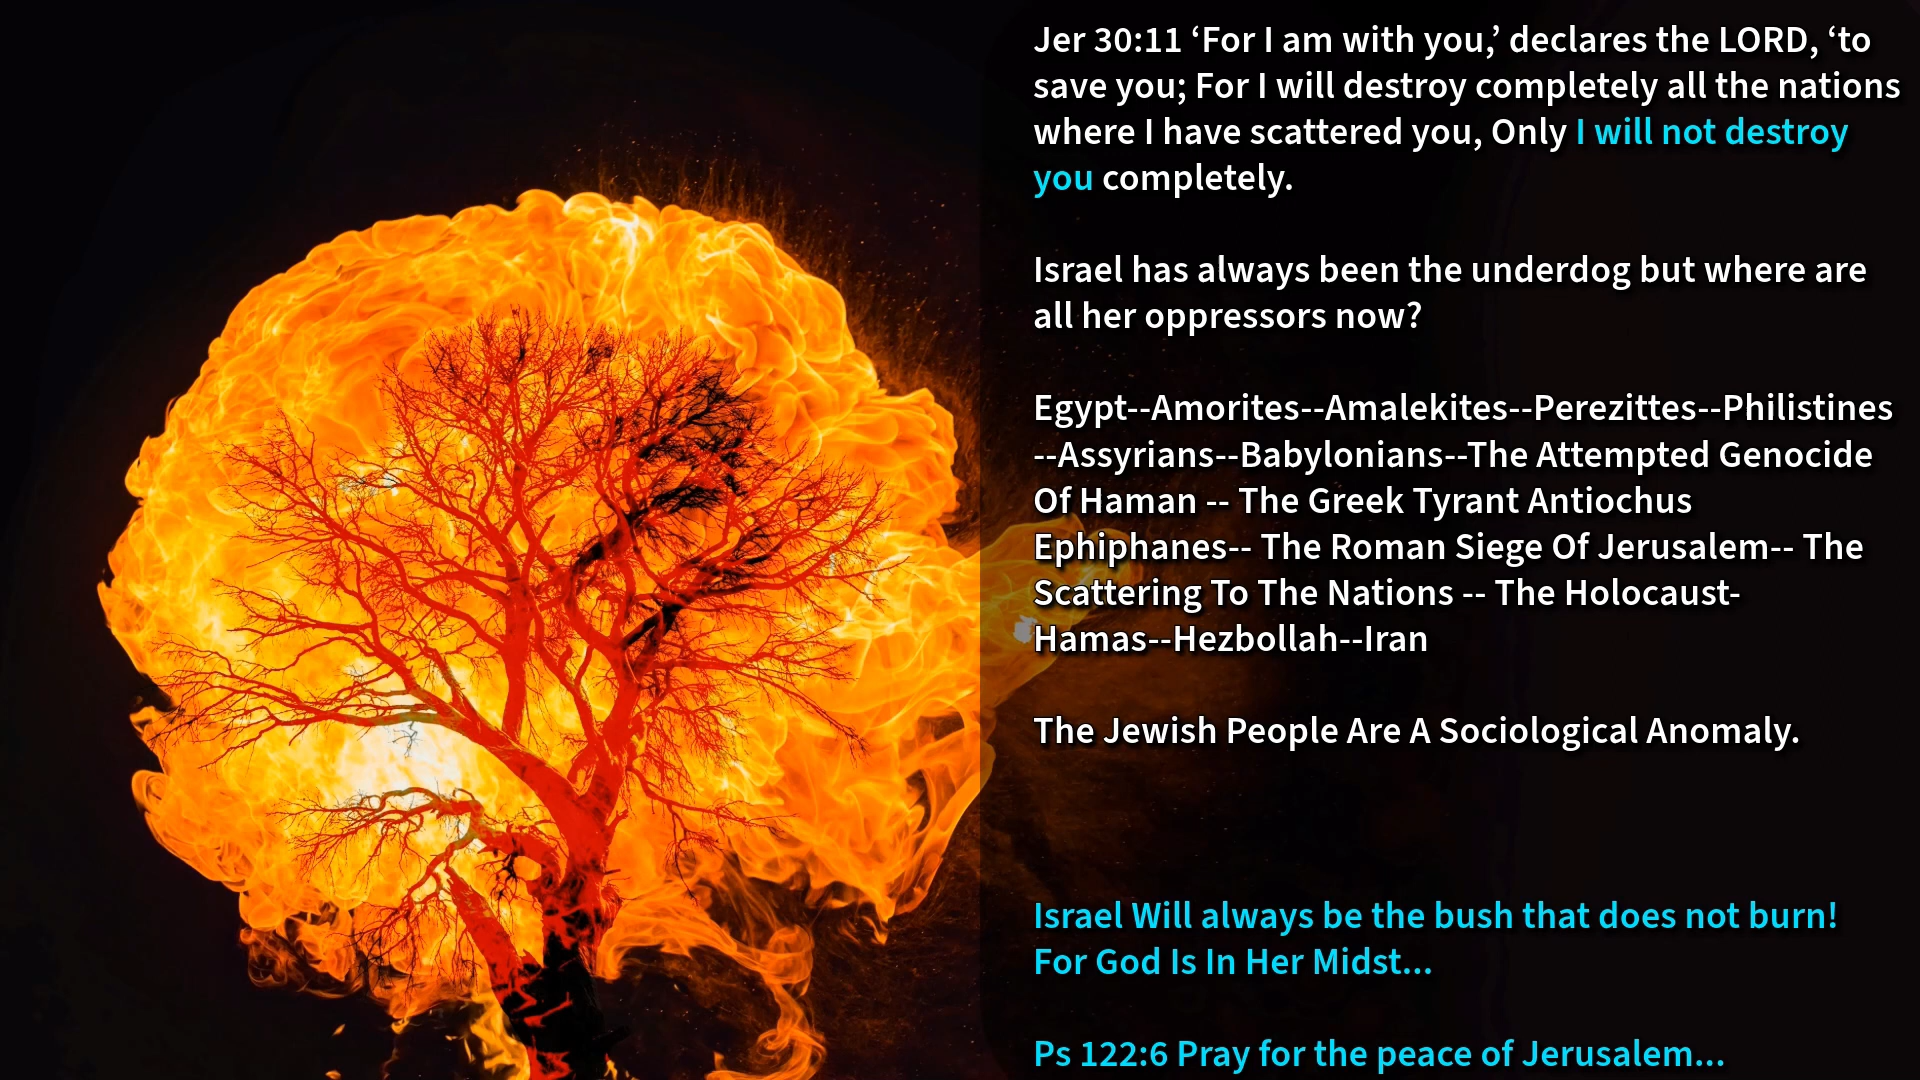 Jer 30:11 ‘For I am with you,’ declares the LORD, ‘to
save you; For I will destroy completely all the nations
where I have scattered you, Only I will not destroy
you completely.
Israel has always been the underdog but where are
all her oppressors now?
Egypt--Amorites--Amalekites--Perezittes--Philistines
--Assyrians--Babylonians--The Attempted Genocide
Of Haman -- The Greek Tyrant Antiochus
Ephiphanes-- The Roman Siege Of Jerusalem-- The
Scattering To The Nations -- The Holocaust-
Hamas--Hezbollah--Iran
The Jewish People Are A Sociological Anomaly.
Israel Will always be the bush that does not burn!
For God Is In Her Midst...
Ps 122:6 Pray for the peace of Jerusalem...